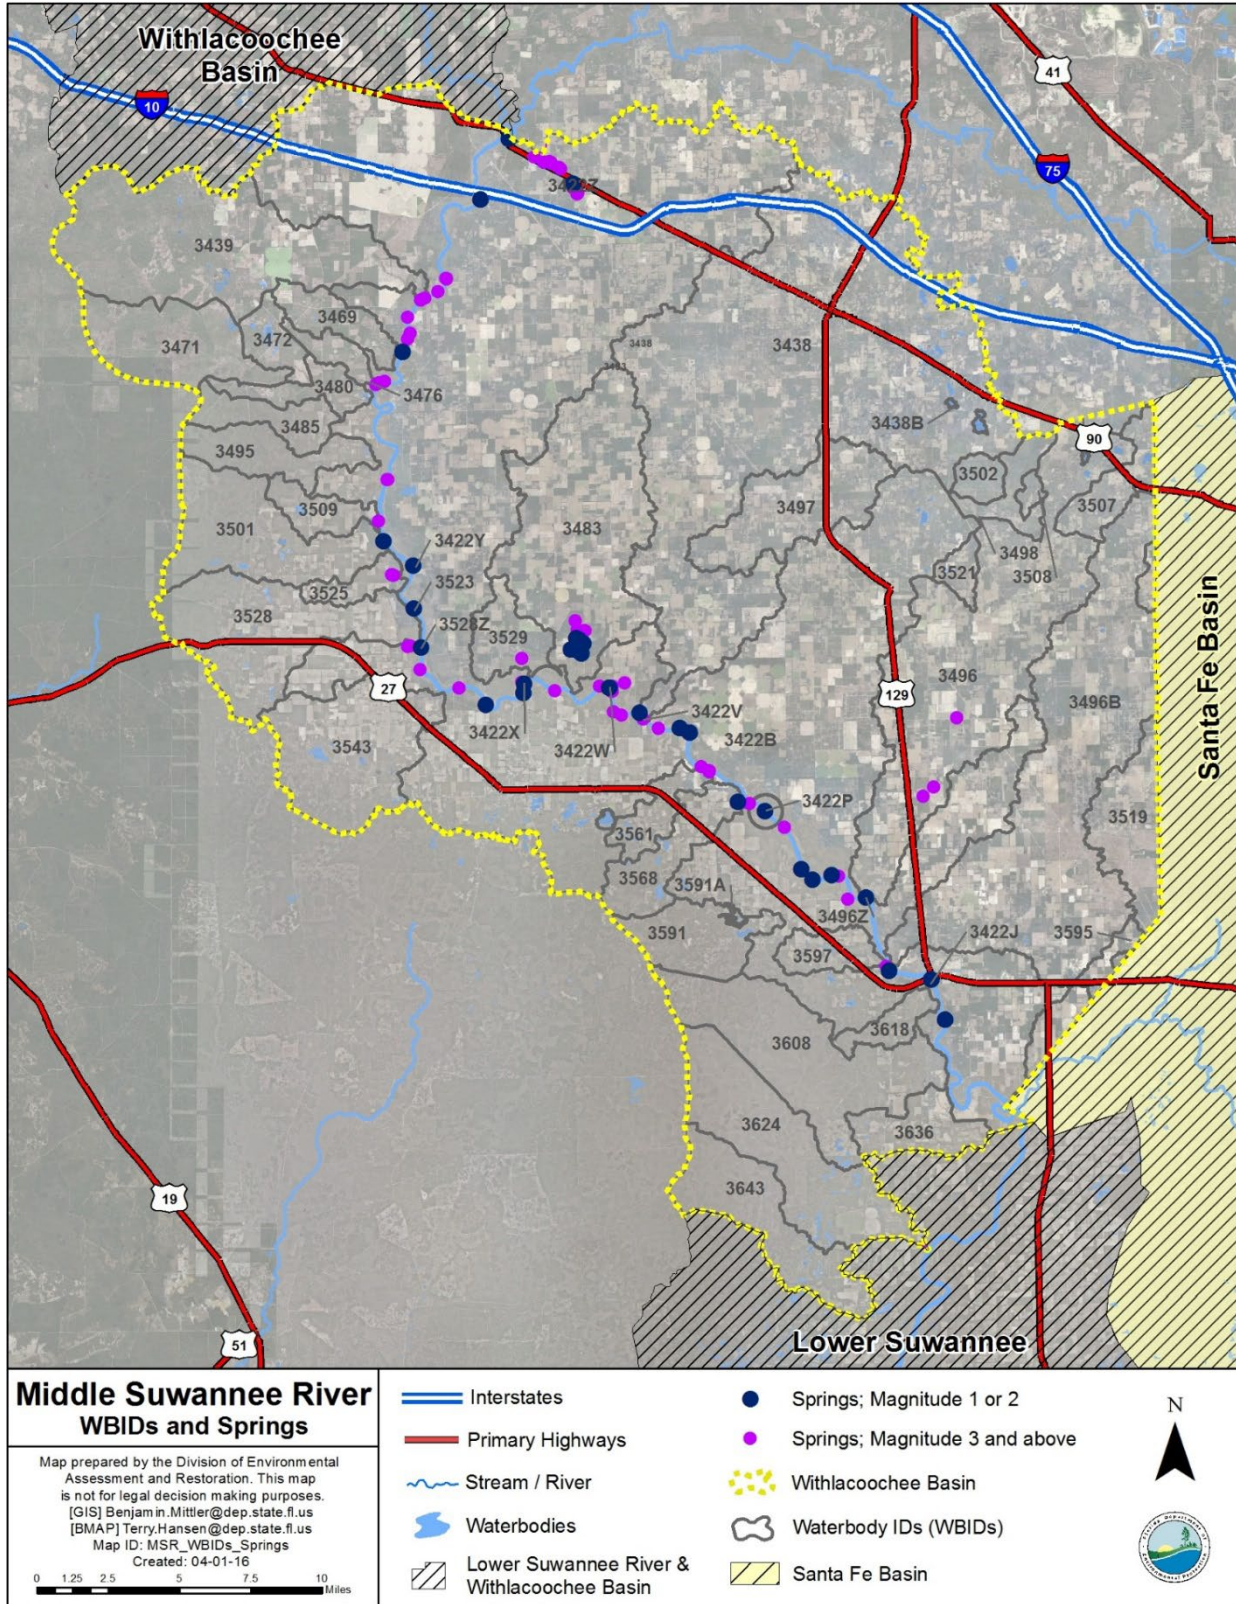 Withlacoochee
Basin
10
41
75
3422Z
3439
3469
3471
3472
3480
3476
3485
3495
3438
3438
3438B
90
3502
3507
3509
3501
3483
3497
3498
3508
3521
3422Y
3525
3523
3528
3528Z
3529
27
129
3496
3496B
Santa Fe Basin
3543
3422X
3422W
3422V
3422B
3422P
3519
3561
3568
3591A
3591
3496Z
3597
3422J
3595
3608
3618
3624
3636
3643
19
51
Lower Suwannee
Middle Suwannee River
WBIDs and Springs
Map prepared by the Division of Environmental
Assessment and Restoration. This map
is not for legal decision making purposes.
[GIS] Benjamin.Mittler@dep.state.fl.us
[BMAP] Terry.Hansen@dep.state.fl.us
Map ID: MSR_WBIDs_Springs
Created: 04-01-16
0 1.25 2.5 5 7.5 10
Miles
Interstates
Primary Highways
Stream / River
Waterbodies
Lower Suwannee River &
Withlacoochee Basin
Springs; Magnitude 1 or 2
Springs; Magnitude 3 and above
Withlacoochee Basin
Waterbody IDs (WBIDs)
Santa Fe Basin
N